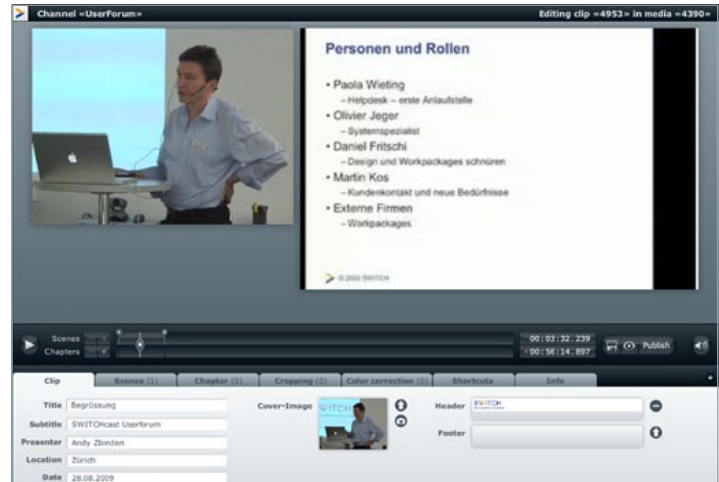 Channel «UserForum»
Editing clip «4953» in media «4390»
Personen und Rollen
• Paola Wieting
– Helpdesk – erste Anlaufstelle
• Olivier Jeger
– Systemspezialist
• Daniel Fritschi
– Design und Workpackages schnüren
• Martin Kos
– Kundenkontakt und neue Bedürfnisse
• Externe Firmen
– Workpackages
© 2009 SWITCH
Scenes
Chapters
00:03:32.239
-00:56:14.897
Publish
Clip
Scenes (1)
Chapter (0)
Cropping (0)
Color correction (0)
Shortcuts
Info
Title Begrüssung
Subtitle SWITCHcast Userforum
Presenter Andy Zbinden
Location Zürich
Date 28.08.2009
Cover-Image
Header SWITCH
Footer